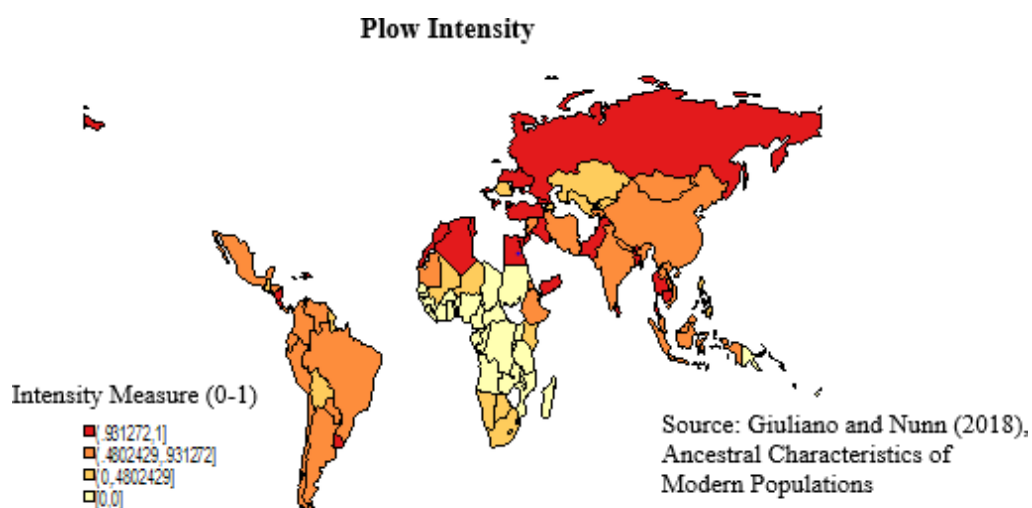 Plow Intensity
Intensity Measure (0-1)
(.931272,1]
(.4802429,.931272]
(0,.4802429]
[0,0]
Source: Giuliano and Nunn (2018),
Ancestral Characteristics of
Modern Populations